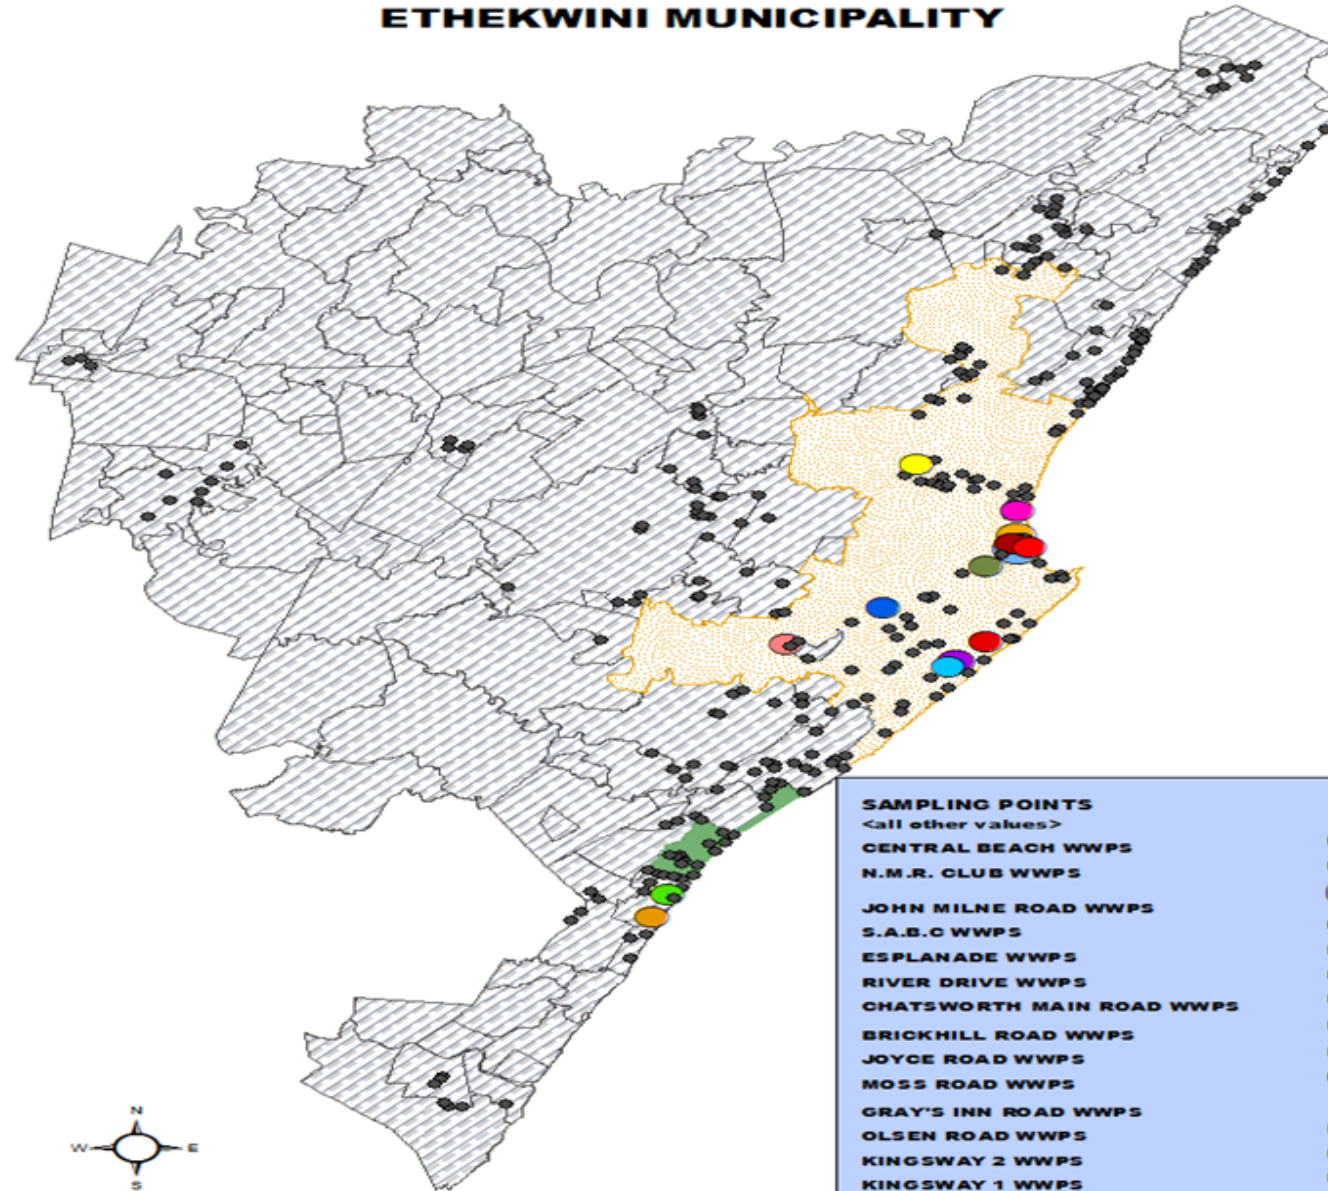 ETHEKWINI MUNICIPALITY
SAMPLING POINTS
<all other values>
CENTRAL BEACH WWPS
N.M.R. CLUB WWPS
JOHN MILNE ROAD WWPS
S.A.B.C WWPS
ESPLANADE WWPS
RIVER DRIVE WWPS
CHATSWORTH MAIN ROAD WWPS
BRICKHILL ROAD WWPS
JOYCE ROAD WWPS
MOSS ROAD WWPS
GRAY'S INN ROAD WWPS
OLSEN ROAD WWPS
KINGSWAY 2 WWPS
KINGSWAY 1 WWPS
N
W E
S